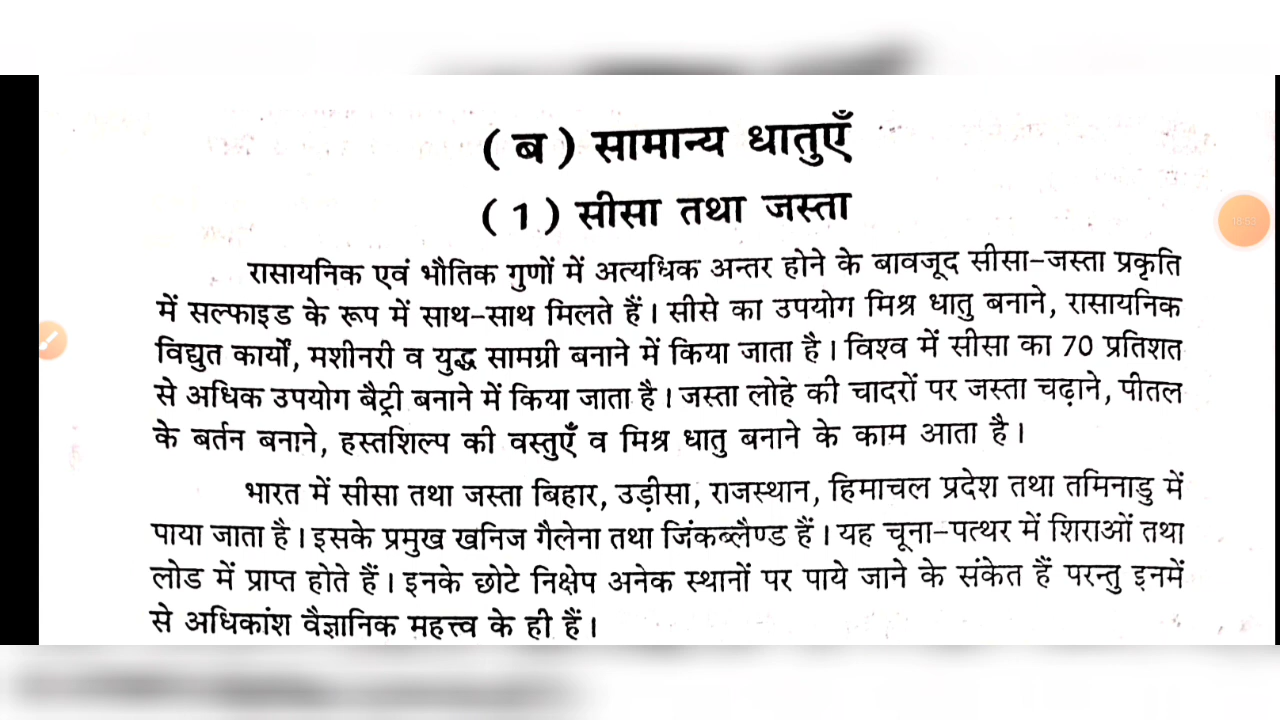 ( ब ) सामान्य धातुएँ
( 1 ) सीसा तथा जस्ता
रासायनिक एवं भौतिक गुणों में अत्यधिक अन्तर होने के बावजूद सीसा-जस्ता प्रकृति
में सल्फाइड के रूप में साथ-साथ मिलते हैं। सीसे का उपयोग मिश्र धातु बनाने, रासायनिक
विद्युत कार्यों, मशीनरी व युद्ध सामग्री बनाने में किया जाता है। विश्व में सीसा का 70 प्रतिशत
से अधिक उपयोग बैट्री बनाने में किया जाता है। जस्ता लोहे की चादरों पर जस्ता चढ़ाने, पीतल
के बर्तन बनाने, हस्तशिल्प की वस्तुएँ व मिश्र धातु बनाने के काम आता है।
भारत में सीसा तथा जस्ता बिहार, उड़ीसा, राजस्थान, हिमाचल प्रदेश तथा तमिनाडु में
पाया जाता है। इसके प्रमुख खनिज गैलेना तथा जिंकब्लैण्ड हैं। यह चूना-पत्थर में शिराओं तथा
लोड में प्राप्त होते हैं। इनके छोटे निक्षेप अनेक स्थानों पर पाये जाने के संकेत हैं परन्तु इनमें
से अधिकांश वैज्ञानिक महत्त्व के ही हैं।